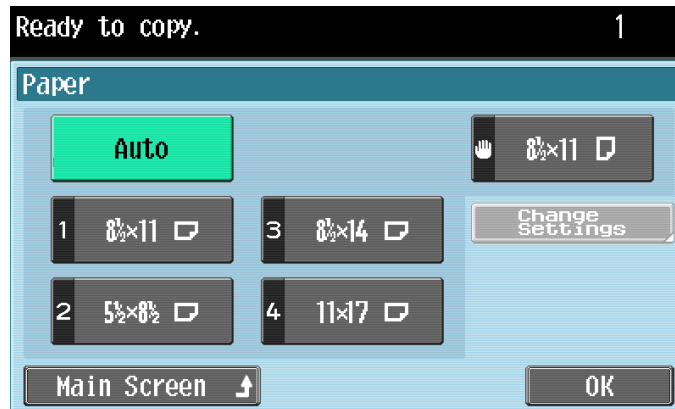 Ready to copy. 1
Paper
Auto
8½×11
1 8½×11
3 8½×14
Change
Settings
2 5½×8½
4 11×17
Main Screen
OK